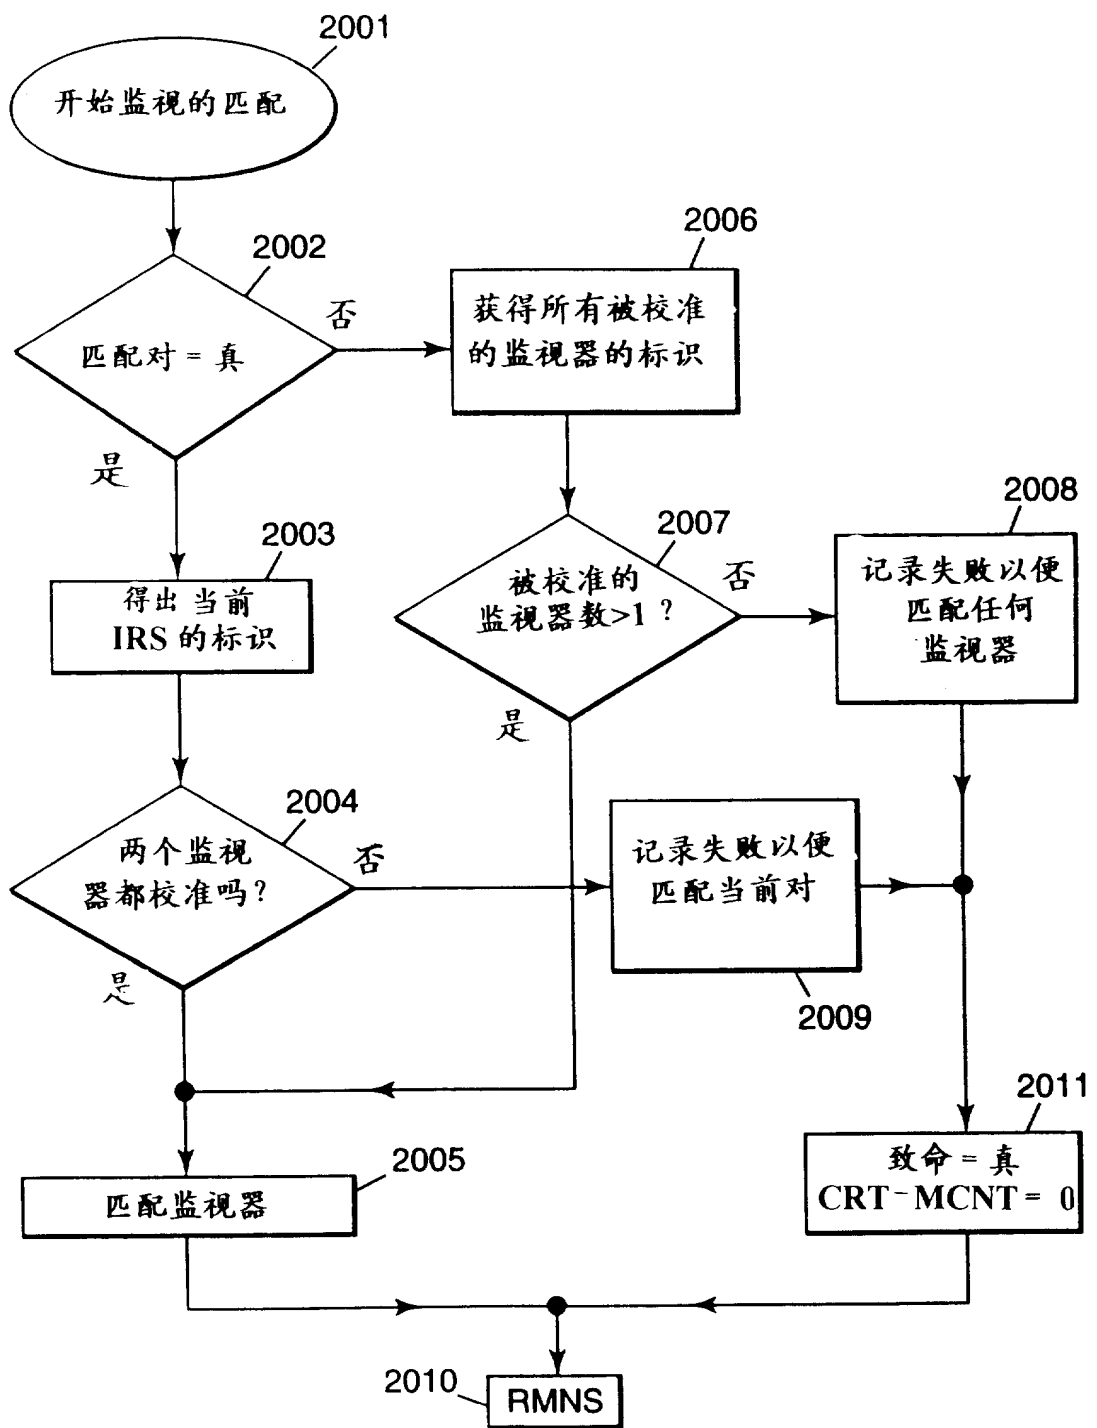 2001
开始监视的匹配
2002
匹配对 = 真
否
是
2006
获得所有被校准
的监视器的标识
2003
得出当前
IRS 的标识
2007
被校准的
监视器数>1 ?
否
是
2008
记录失败以便
匹配任何
监视器
2004
两个监视
器都校准吗?
否
是
记录失败以便
匹配当前对
2009
2005
匹配监视器
2011
致命 = 真
CRT-MCNT = 0
2010
RMNS